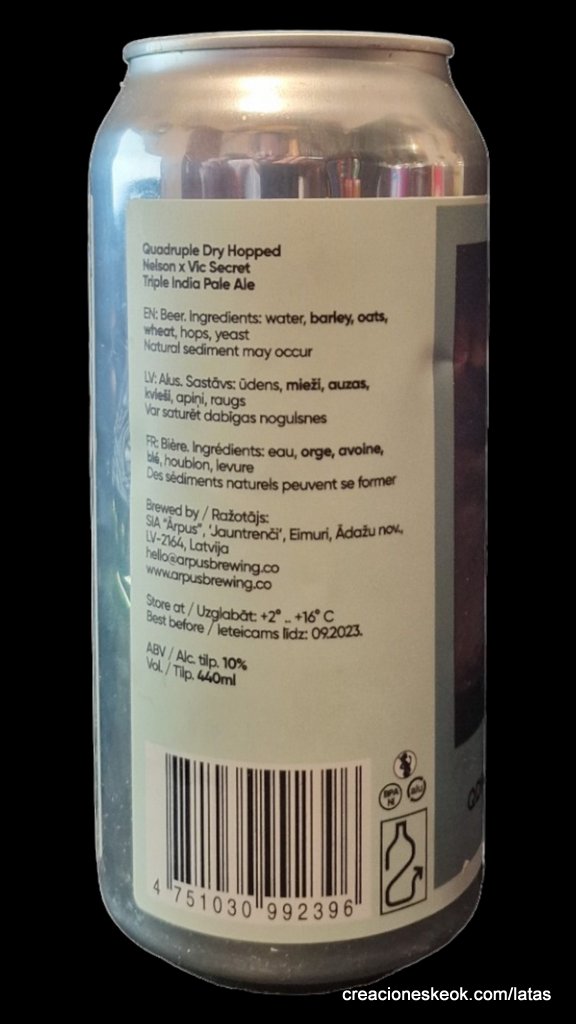 Quadruple Dry Hopped
Nelson x Vic Secret
Triple India Pale Ale
EN: Beer. Ingredients: water, barley, oats,
wheat, hops, yeast
Natural sediment may occur
LV: Alus. Sastāvs: ūdens, mieži, auzas,
kvieši, apiņi, raugs
Var saturēt dabīgas nogulsnes
FR: Bière. Ingrédients: eau, orge, avoine,
blé, houblon, levure
Des sédiments naturels peuvent se former
Brewed by / Ražotājs:
SIA “Ārpus”, ‘Jauntrenči’, Eimuri, Ādažu nov.,
LV-2164, Latvija
hello@arpusbrewing.co
www.arpusbrewing.co
Store at / Uzglabāt: +2° .. +16° C
Best before / Ieteicams līdz: 09.2023.
ABV / Alc. tilp. 10%
Vol. / Tilp. 440ml
BPA
NI
alu
4 751030 992396
creacioneskeok.com/latas